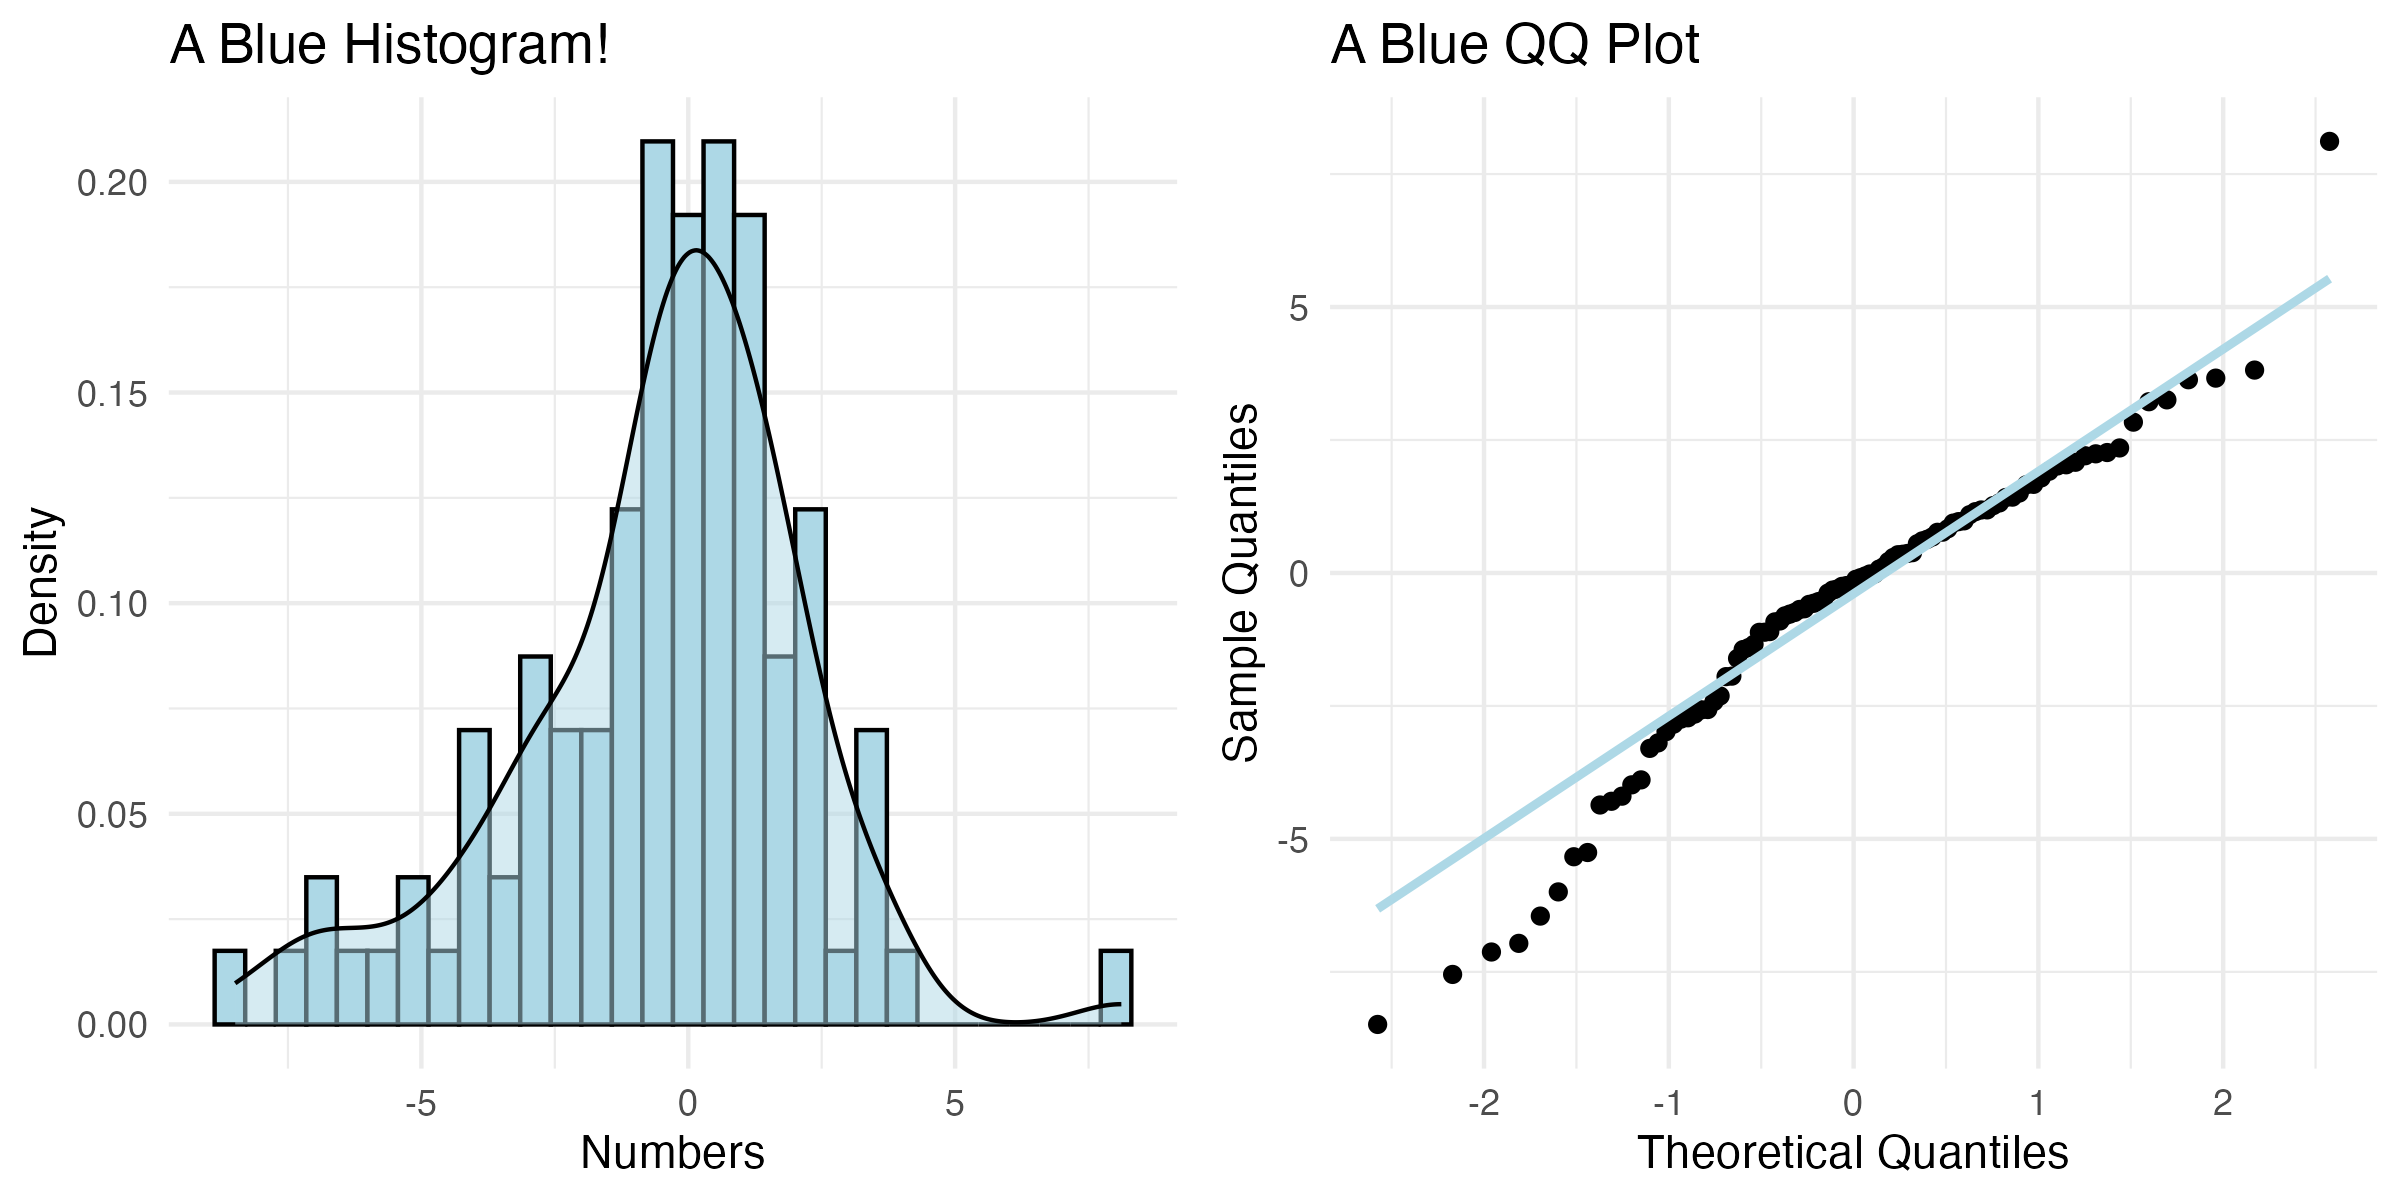 A Blue Histogram!
Density
0.20
0.15
0.10
0.05
0.00
-5
0
5
Numbers
A Blue QQ Plot
Sample Quantiles
5
0
-5
-2
-1
0
1
2
Theoretical Quantiles